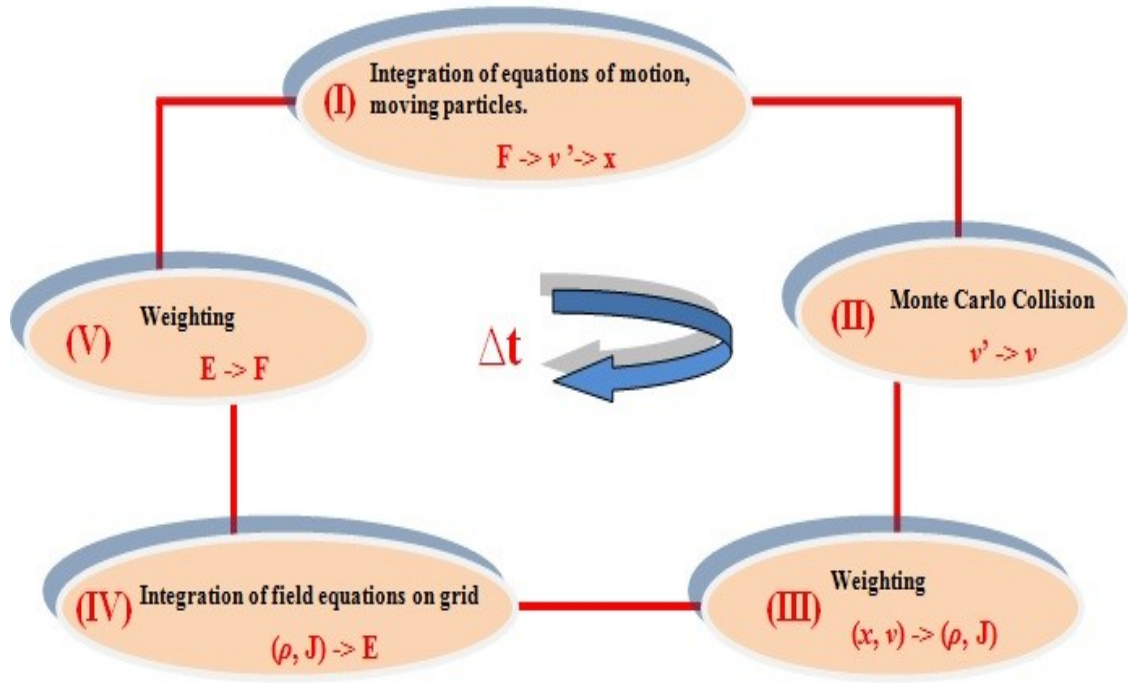 (I)
Integration of equations of motion,
moving particles.
F -> v’-> x
(II)
Monte Carlo Collision
v’ -> v
(III)
Weighting
(x, v) -> (ρ, J)
(IV)
Integration of field equations on grid
(ρ, J) -> E
(V)
Weighting
E -> F
Δt